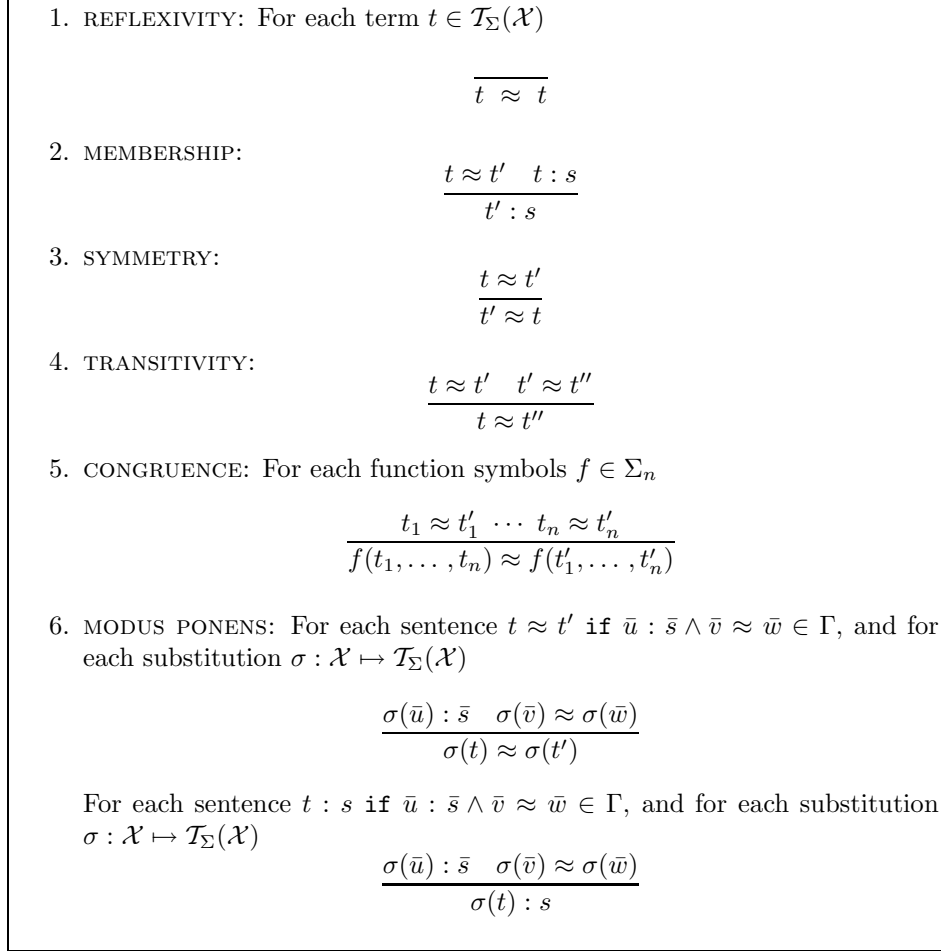 1. REFLEXIVITY: For each term t ∈ 𝒯_Σ(𝒳)
t ≈ t
2. MEMBERSHIP:
t ≈ t′ t : s
t′ : s
3. SYMMETRY:
t ≈ t′
t′ ≈ t
4. TRANSITIVITY:
t ≈ t′ t′ ≈ t″
t ≈ t″
5. CONGRUENCE: For each function symbols f ∈ Σ_n
t_1 ≈ t′_1 ⋯ t_n ≈ t′_n
f(t_1, … , t_n) ≈ f(t′_1, … , t′_n)
6. MODUS PONENS: For each sentence t ≈ t′ if ū : s̄ ∧ v̄ ≈ w̄ ∈ Γ, and for
each substitution σ : 𝒳 ↦ 𝒯_Σ(𝒳)
σ(ū) : s̄ σ(v̄) ≈ σ(w̄)
σ(t) ≈ σ(t′)
For each sentence t : s if ū : s̄ ∧ v̄ ≈ w̄ ∈ Γ, and for each substitution
σ : 𝒳 ↦ 𝒯_Σ(𝒳)
σ(ū) : s̄ σ(v̄) ≈ σ(w̄)
σ(t) : s